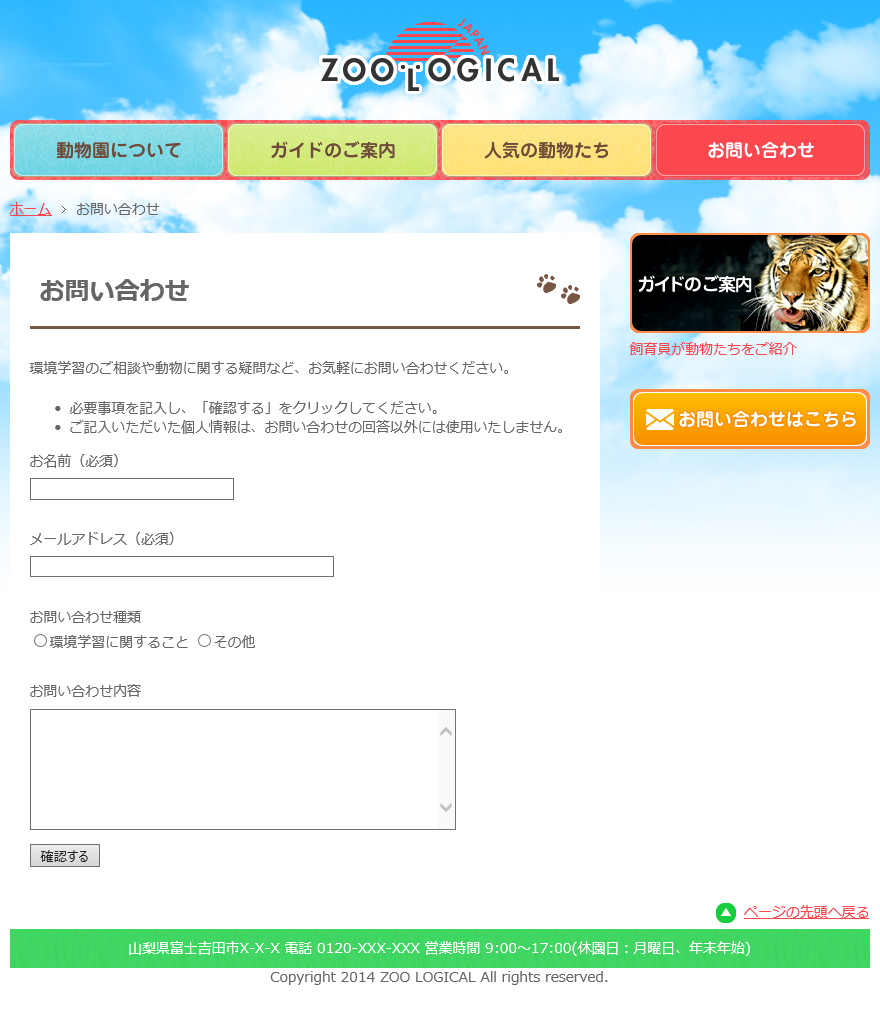 JAPAN
ZOO LOGICAL
動物園について
ガイドのご案内
人気の動物たち
お問い合わせ
ホーム > お問い合わせ
お問い合わせ
ガイドのご案内
飼育員が動物たちをご紹介
お問い合わせはこちら
環境学習のご相談や動物に関する疑問など、お気軽にお問い合わせください。
• 必要事項を記入し、「確認する」をクリックしてください。
• ご記入いただいた個人情報は、お問い合わせの回答以外には使用いたしません。
お名前（必須）
メールアドレス（必須）
お問い合わせ種類
環境学習に関すること その他
お問い合わせ内容
確認する
ページの先頭へ戻る
山梨県富士吉田市X-X-X 電話 0120-XXX-XXX 営業時間 9:00～17:00(休園日：月曜日、年末年始)
Copyright 2014 ZOO LOGICAL All rights reserved.